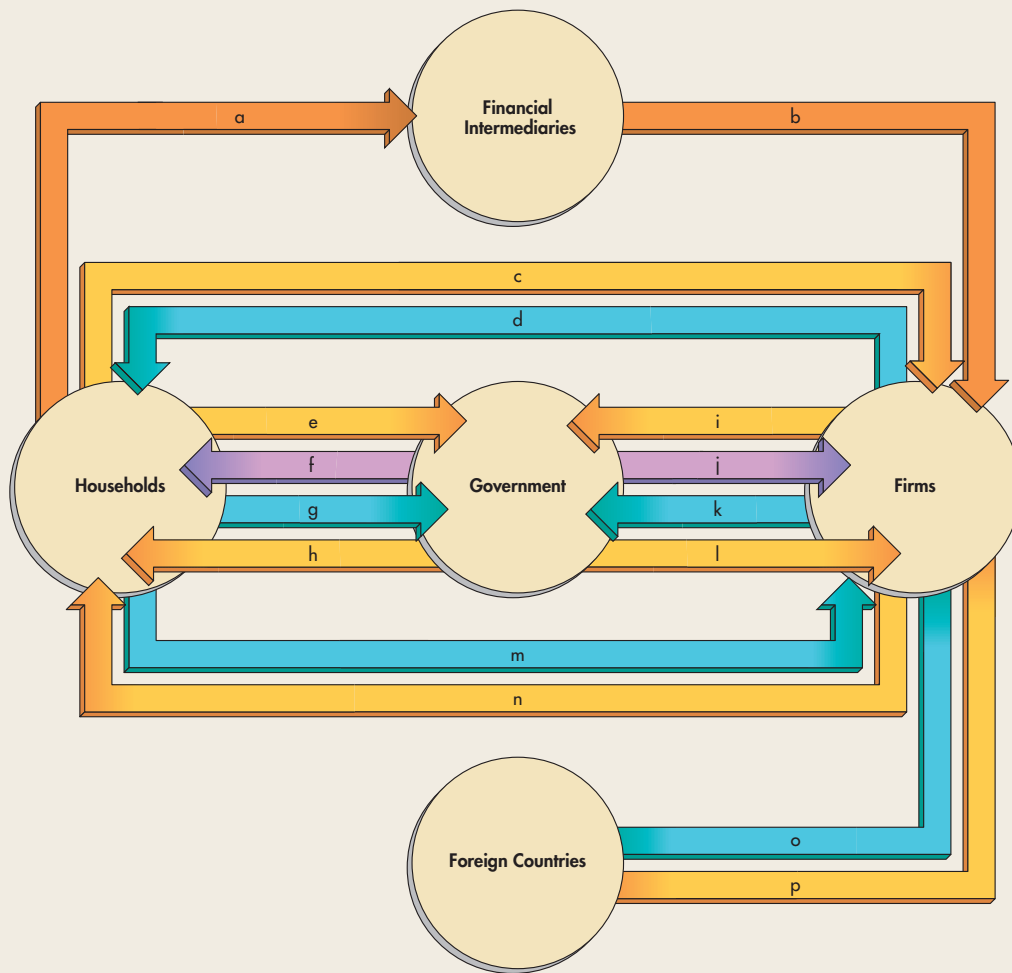 Financial
Intermediaries
a
b
c
d
e
i
f
j
Households
Government
Firms
g
k
h
l
m
n
o
Foreign Countries
p